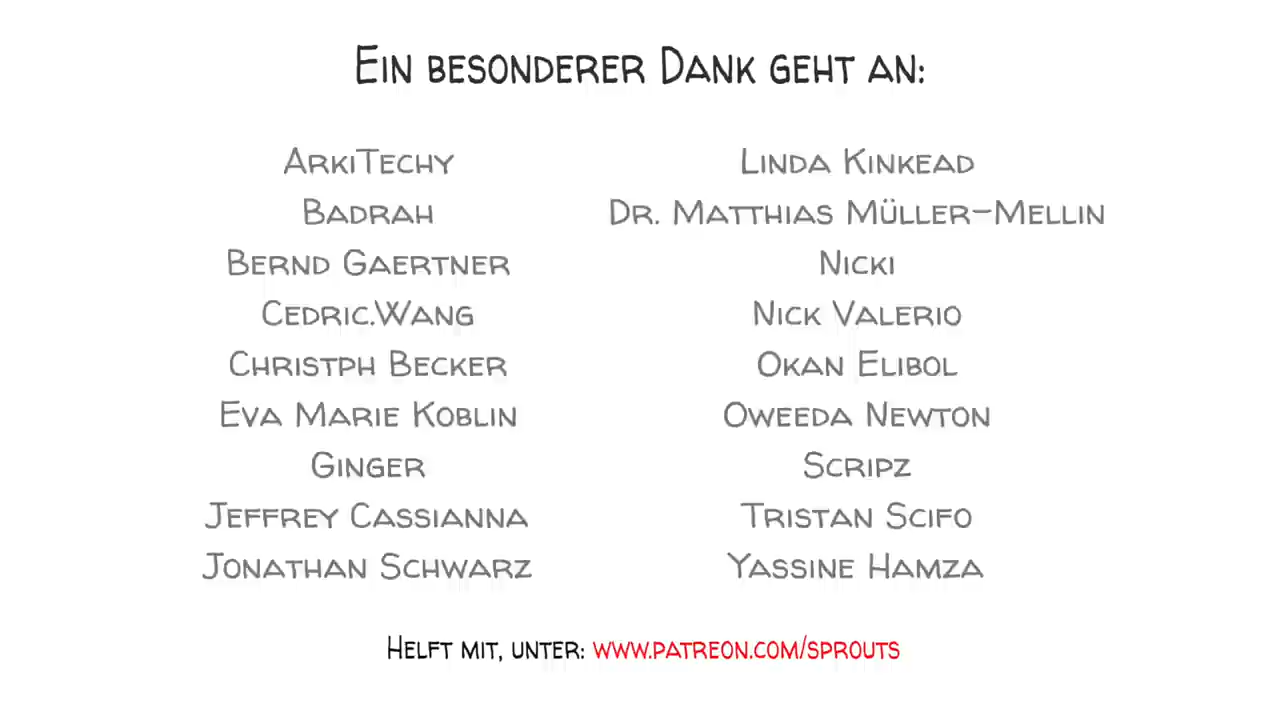 Ein besonderer Dank geht an:
ArkiTechy
Badrah
Bernd Gaertner
Cedric.Wang
Christph Becker
Eva Marie Koblin
Ginger
Jeffrey Cassianna
Jonathan Schwarz
Linda Kinkead
Dr. Matthias Müller-Mellin
Nicki
Nick Valerio
Okan Elibol
Oweeda Newton
Scripz
Tristan Scifo
Yassine Hamza
Helft mit, unter: www.patreon.com/sprouts